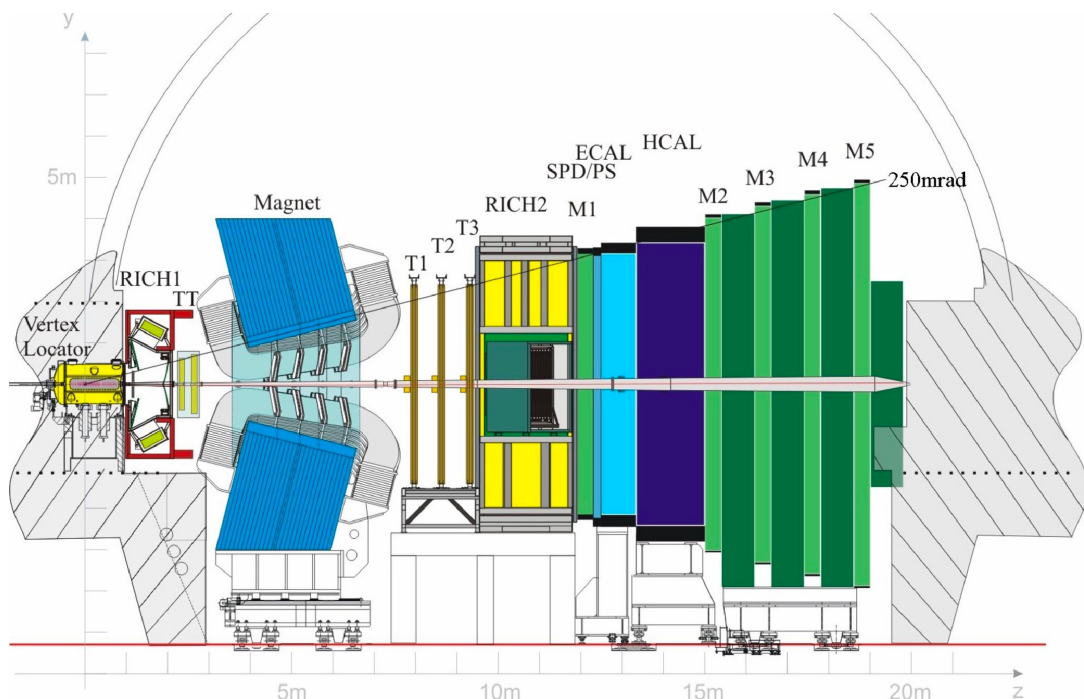 y
HCAL
M5
ECAL
M4
SPD/PS
M3
5m
250mrad
M2
RICH2
M1
Magnet
T3
T2
T1
RICH1
TT
Vertex
Locator
5m
10m
15m
20m
z